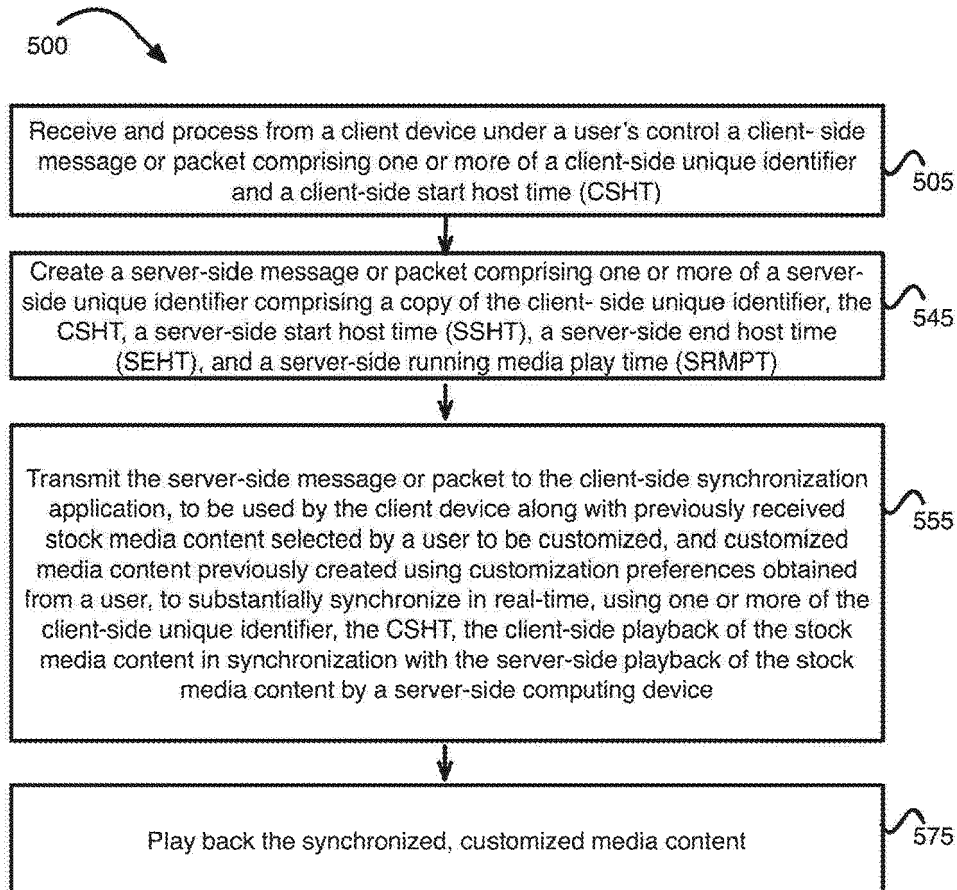 500
Receive and process from a client device under a user's control a client- side
message or packet comprising one or more of a client-side unique identifier
and a client-side start host time (CSHT)
505
Create a server-side message or packet comprising one or more of a server-
side unique identifier comprising a copy of the client- side unique identifier, the
CSHT, a server-side start host time (SSHT), a server-side end host time
(SEHT), and a server-side running media play time (SRMPT)
545
Transmit the server-side message or packet to the client-side synchronization
application, to be used by the client device along with previously received
stock media content selected by a user to be customized, and customized
media content previously created using customization preferences obtained
from a user, to substantially synchronize in real-time, using one or more of the
client-side unique identifier, the CSHT, the client-side playback of the stock
media content in synchronization with the server-side playback of the stock
media content by a server-side computing device
555
Play back the synchronized, customized media content
575